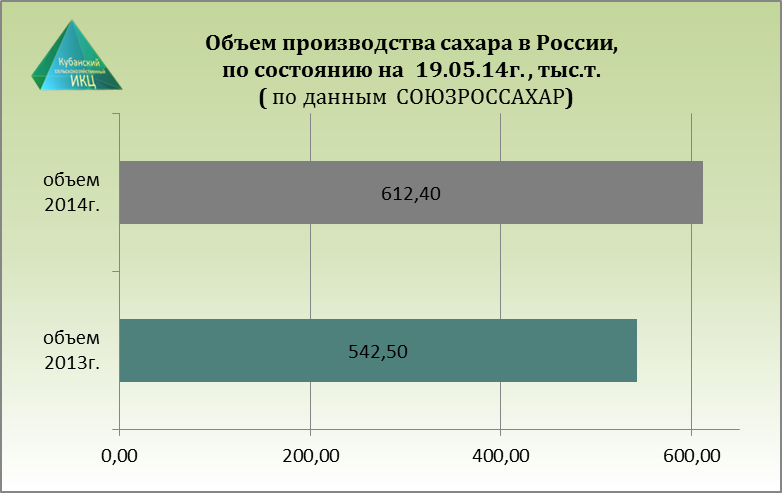 Кубанский
сельскохозяйственный
ИКЦ
Объем производства сахара в России,
по состоянию на 19.05.14г. , тыс.т.
( по данным СОЮЗРОССАХАР)
объем
2014г.
612,40
объем
2013г.
542,50
0,00 200,00 400,00 600,00